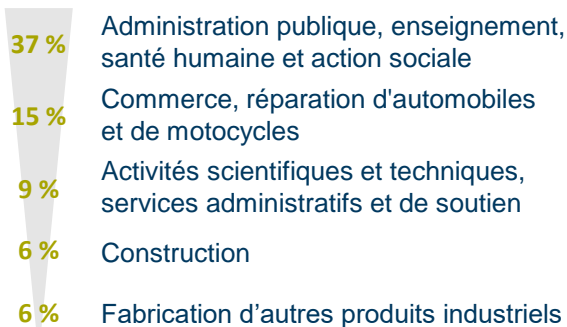 37 %
Administration publique, enseignement,
santé humaine et action sociale
15 %
Commerce, réparation d'automobiles
et de motocycles
9 %
Activités scientifiques et techniques,
services administratifs et de soutien
6 %
Construction
6 %
Fabrication d’autres produits industriels